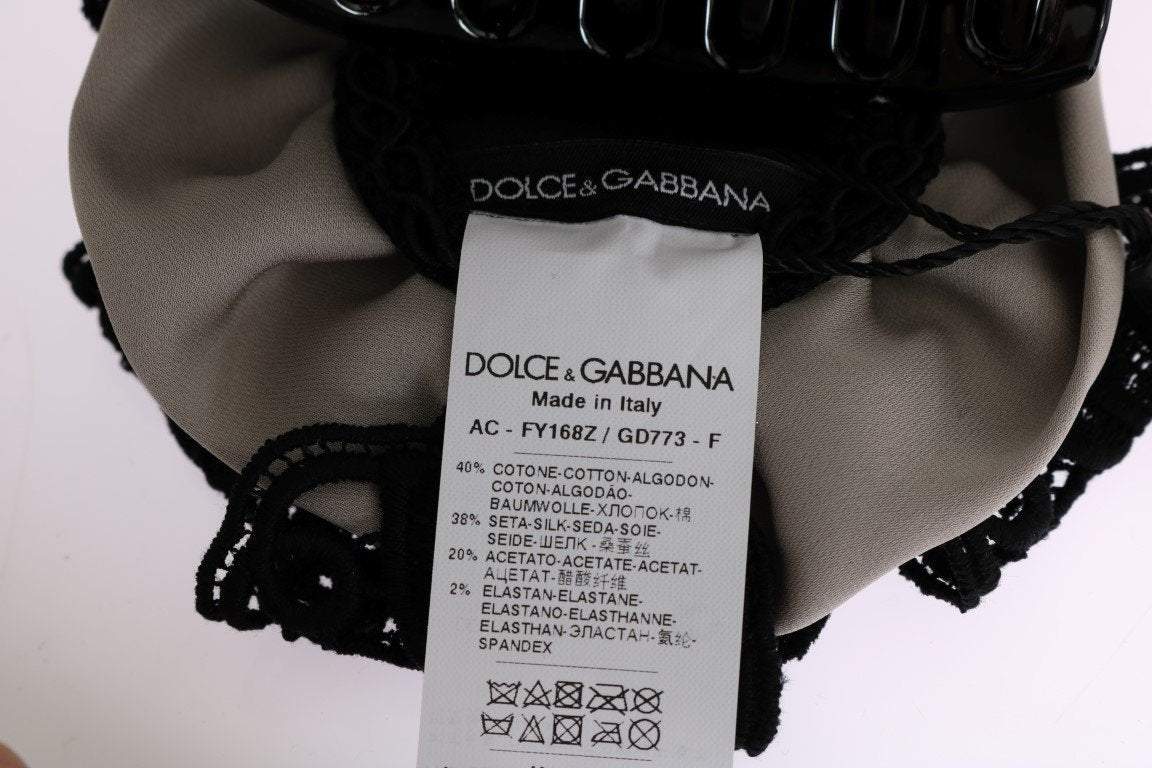 DOLCE & GABBANA
DOLCE & GABBANA
Made in Italy
AC - FY168Z / GD773 - F
40% COTONE-COTTON-ALGODON-
COTON-ALGODÃO-
BAUMWOLLE-ХЛОПОК-棉
38% SETA-SILK-SEDA-SOIE-
SEIDE-ШЕЛК-桑蚕丝
20% ACETATO-ACETATE-ACETAT-
АЦЕТАТ-醋酸纤维
2% ELASTAN-ELASTANE-
ELASTANO-ELASTHANNE-
ELASTHAN-ЭЛАСТАН-氨纶-
SPANDEX